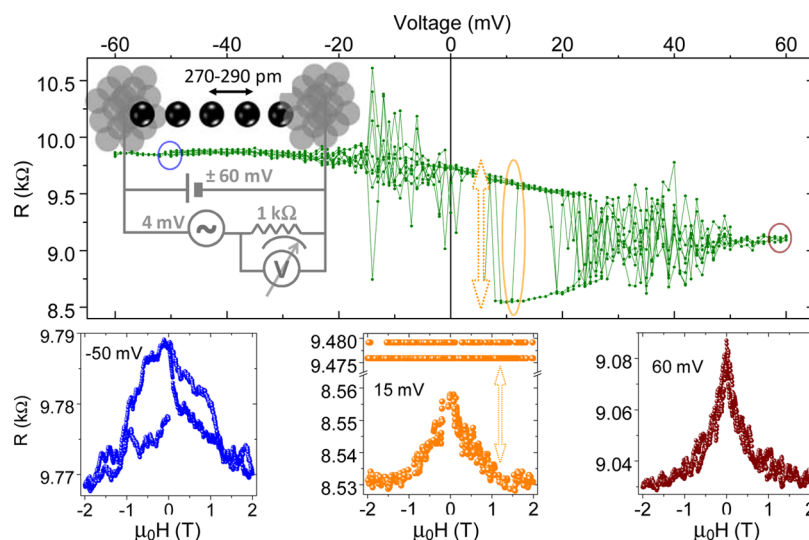 Voltage (mV)
-60 -40 -20 0 20 40 60
270-290 pm
10.5
10.0
9.5
9.0
8.5
R (kΩ)
± 60 mV
4 mV
~
1 kΩ
V
9.79
9.78
9.77
R (kΩ)
-50 mV
-2 -1 0 1 2
μ₀H (T)
9.480
9.475
8.56
8.55
8.54
8.53
15 mV
-2 -1 0 1 2
μ₀H (T)
9.08
9.06
9.04
60 mV
-2 -1 0 1 2
μ₀H (T)